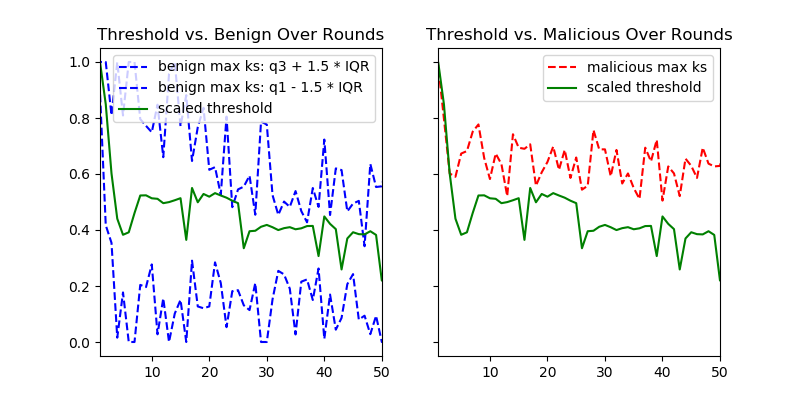 Threshold vs. Benign Over Rounds
benign max ks: q3 + 1.5 * IQR
benign max ks: q1 - 1.5 * IQR
scaled threshold
1.0
0.8
0.6
0.4
0.2
0.0
10 20 30 40 50
Threshold vs. Malicious Over Rounds
malicious max ks
scaled threshold
10 20 30 40 50